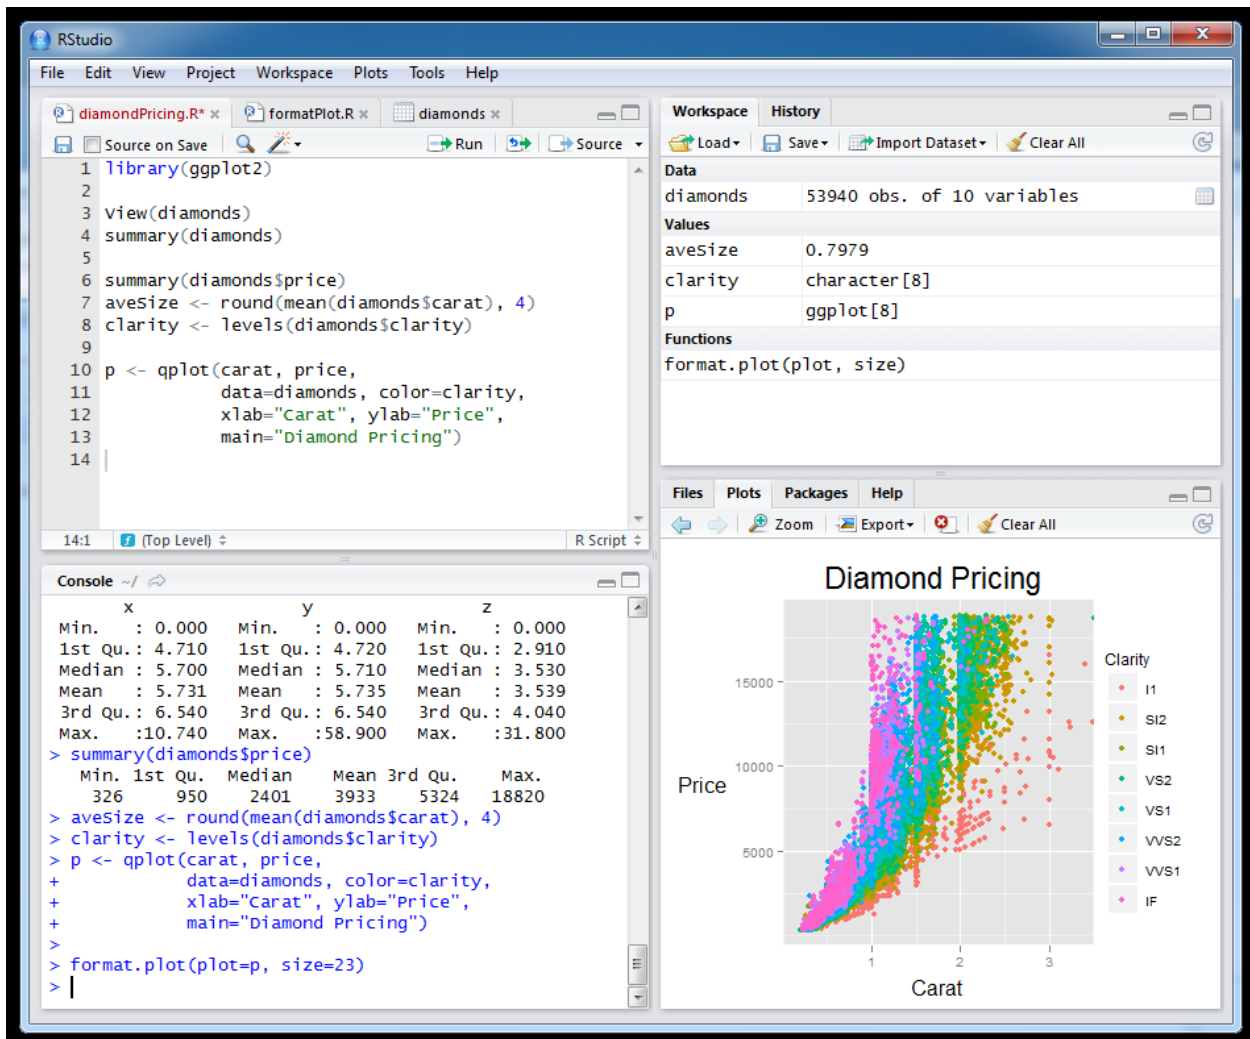 RStudio
File Edit View Project Workspace Plots Tools Help
diamondPricing.R* formatPlot.R diamonds
Source on Save Run Source
1 library(ggplot2)
2
3 View(diamonds)
4 summary(diamonds)
5
6 summary(diamonds$price)
7 aveSize <- round(mean(diamonds$carat), 4)
8 clarity <- levels(diamonds$clarity)
9
10 p <- qplot(carat, price,
11 data=diamonds, color=clarity,
12 xlab="Carat", ylab="Price",
13 main="Diamond Pricing")
14
14:1 (Top Level) R Script
Console ~/
x y z
Min. : 0.000 Min. : 0.000 Min. : 0.000
1st Qu.: 4.710 1st Qu.: 4.720 1st Qu.: 2.910
Median : 5.700 Median : 5.710 Median : 3.530
Mean : 5.731 Mean : 5.735 Mean : 3.539
3rd Qu.: 6.540 3rd Qu.: 6.540 3rd Qu.: 4.040
Max. :10.740 Max. :58.900 Max. :31.800
> summary(diamonds$price)
Min. 1st Qu. Median Mean 3rd Qu. Max.
326 950 2401 3933 5324 18820
> aveSize <- round(mean(diamonds$carat), 4)
> clarity <- levels(diamonds$clarity)
> p <- qplot(carat, price,
+ data=diamonds, color=clarity,
+ xlab="Carat", ylab="Price",
+ main="Diamond Pricing")
>
> format.plot(plot=p, size=23)
>
Workspace History
Load Save Import Dataset Clear All
Data
diamonds 53940 obs. of 10 variables
Values
aveSize 0.7979
clarity character[8]
p ggplot[8]
Functions
format.plot(plot, size)
Files Plots Packages Help
Zoom Export Clear All
Diamond Pricing
Price
15000
10000
5000
1 2 3
Carat
Clarity
I1
SI2
SI1
VS2
VS1
VVS2
VVS1
IF